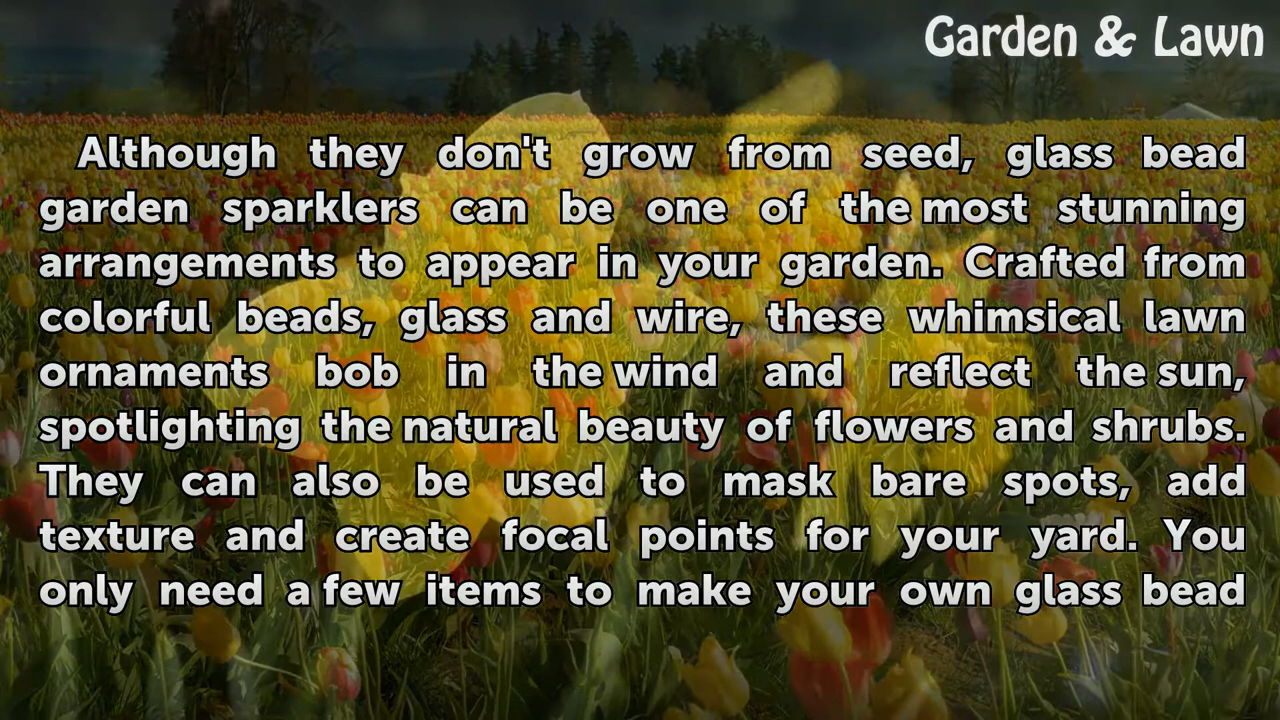 Garden & Lawn
Although they don't grow from seed, glass bead
garden sparklers can be one of the most stunning
arrangements to appear in your garden. Crafted from
colorful beads, glass and wire, these whimsical lawn
ornaments bob in the wind and reflect the sun,
spotlighting the natural beauty of flowers and shrubs.
They can also be used to mask bare spots, add
texture and create focal points for your yard. You
only need a few items to make your own glass bead